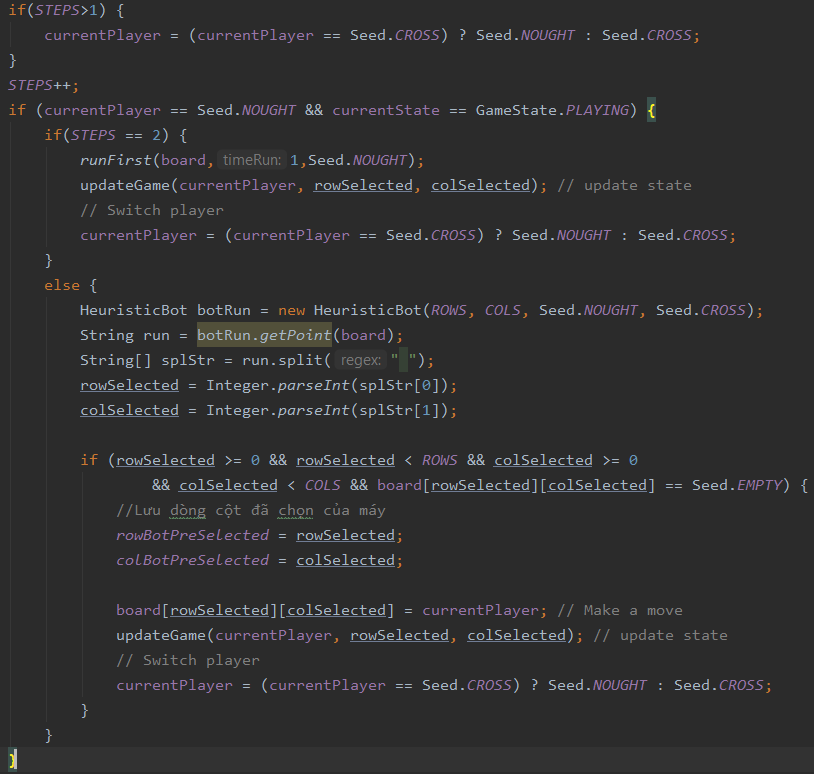 if(STEPS>1) {
currentPlayer = (currentPlayer == Seed.CROSS) ? Seed.NOUGHT : Seed.CROSS;
}
STEPS++;
if (currentPlayer == Seed.NOUGHT && currentState == GameState.PLAYING) {
if(STEPS == 2) {
runFirst(board, timeRun: 1,Seed.NOUGHT);
updateGame(currentPlayer, rowSelected, colSelected); // update state
// Switch player
currentPlayer = (currentPlayer == Seed.CROSS) ? Seed.NOUGHT : Seed.CROSS;
}
else {
HeuristicBot botRun = new HeuristicBot(ROWS, COLS, Seed.NOUGHT, Seed.CROSS);
String run = botRun.getPoint(board);
String[] splStr = run.split( regex: " ");
rowSelected = Integer.parseInt(splStr[0]);
colSelected = Integer.parseInt(splStr[1]);
if (rowSelected >= 0 && rowSelected < ROWS && colSelected >= 0
&& colSelected < COLS && board[rowSelected][colSelected] == Seed.EMPTY) {
//Lưu dòng cột đã chọn của máy
rowBotPreSelected = rowSelected;
colBotPreSelected = colSelected;
board[rowSelected][colSelected] = currentPlayer; // Make a move
updateGame(currentPlayer, rowSelected, colSelected); // update state
// Switch player
currentPlayer = (currentPlayer == Seed.CROSS) ? Seed.NOUGHT : Seed.CROSS;
}
}
}